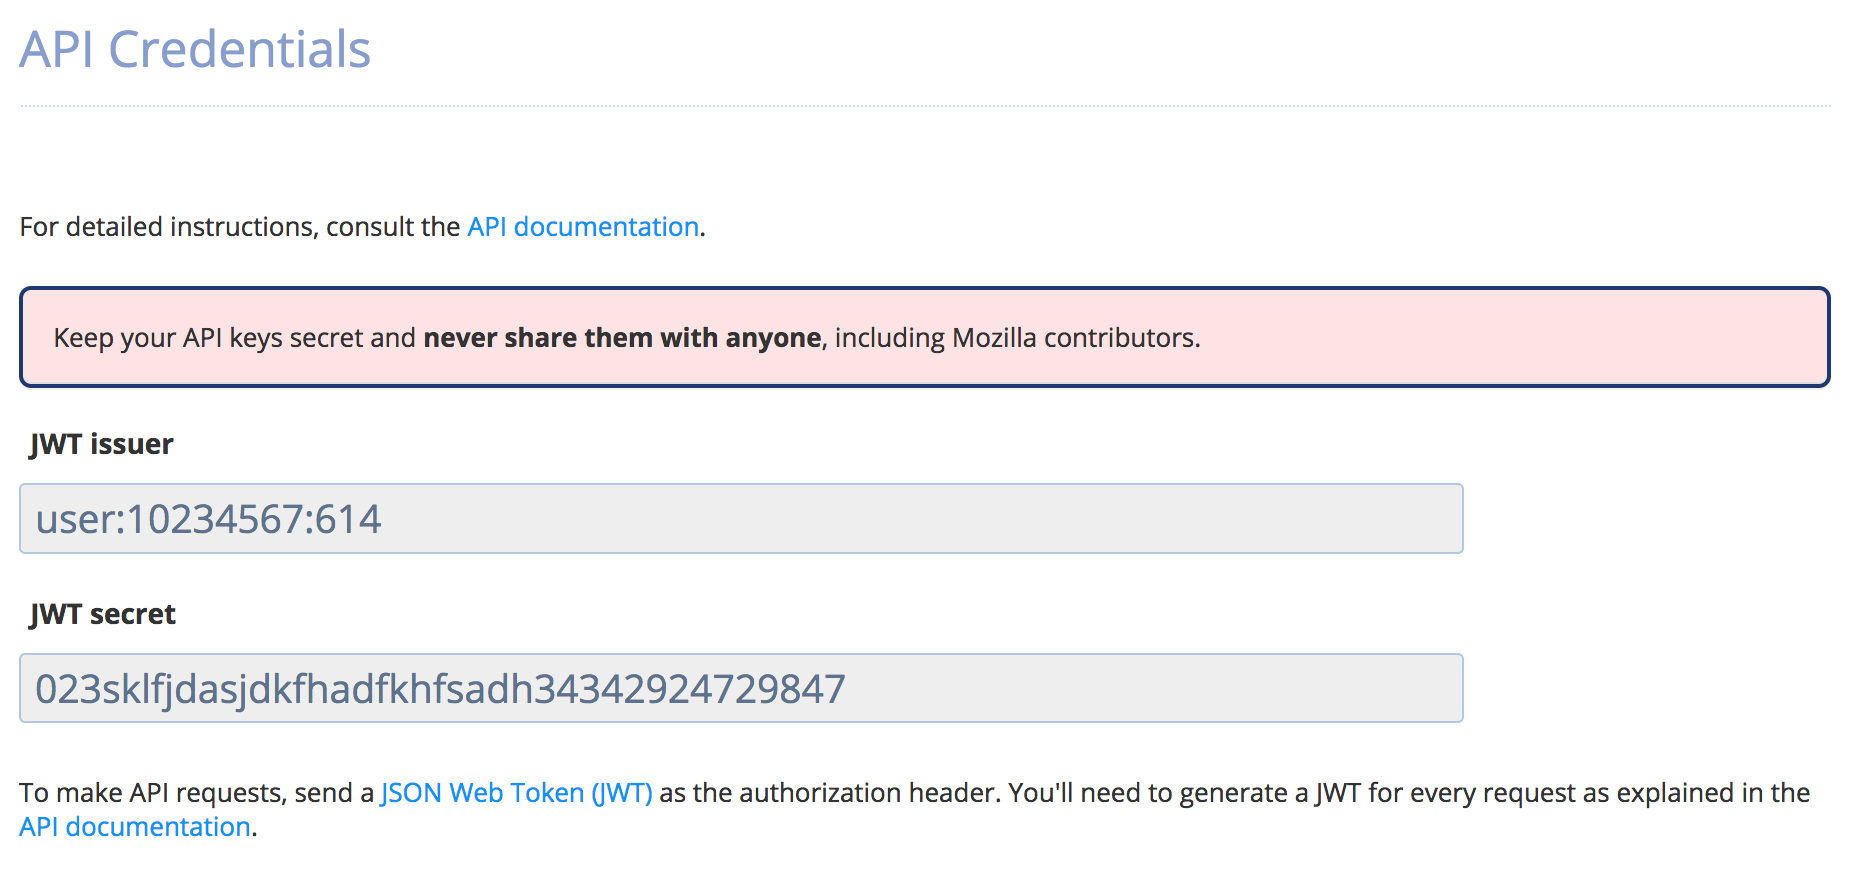 API Credentials
For detailed instructions, consult the API documentation.
Keep your API keys secret and never share them with anyone, including Mozilla contributors.
JWT issuer
user:10234567:614
JWT secret
023sklfjdasjdkfhadfkhfsadh34342924729847
To make API requests, send a JSON Web Token (JWT) as the authorization header. You'll need to generate a JWT for every request as explained in the
API documentation.